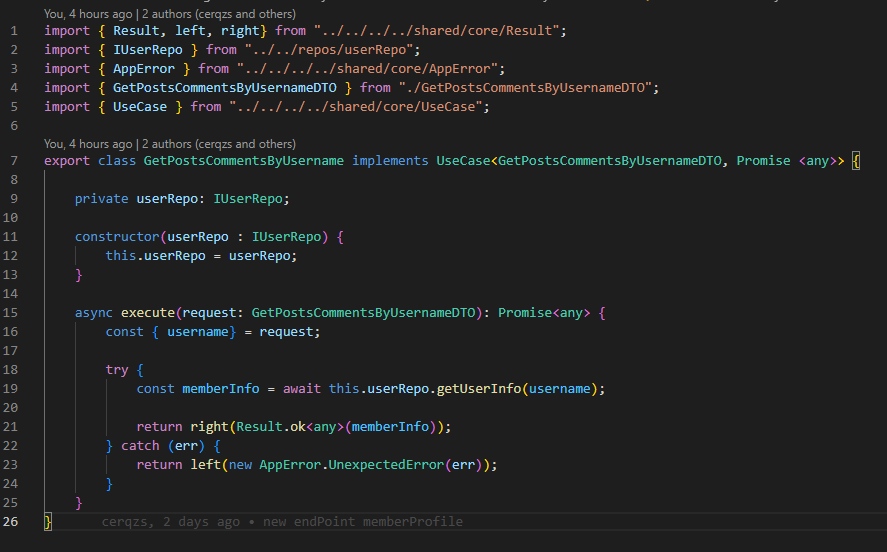 You, 4 hours ago | 2 authors (cerqzs and others)
1 import { Result, left, right} from "../../../../shared/core/Result";
2 import { IUserRepo } from "../../repos/userRepo";
3 import { AppError } from "../../../../shared/core/AppError";
4 import { GetPostsCommentsByUsernameDTO } from "./GetPostsCommentsByUsernameDTO";
5 import { UseCase } from "../../../../shared/core/UseCase";
6
You, 4 hours ago | 2 authors (cerqzs and others)
7 export class GetPostsCommentsByUsername implements UseCase<GetPostsCommentsByUsernameDTO, Promise <any>> {
8
9     private userRepo: IUserRepo;
10
11     constructor(userRepo : IUserRepo) {
12         this.userRepo = userRepo;
13     }
14
15     async execute(request: GetPostsCommentsByUsernameDTO): Promise<any> {
16         const { username} = request;
17
18         try {
19             const memberInfo = await this.userRepo.getUserInfo(username);
20
21             return right(Result.ok<any>(memberInfo));
22         } catch (err) {
23             return left(new AppError.UnexpectedError(err));
24         }
25     }
26 } cerqzs, 2 days ago • new endPoint memberProfile